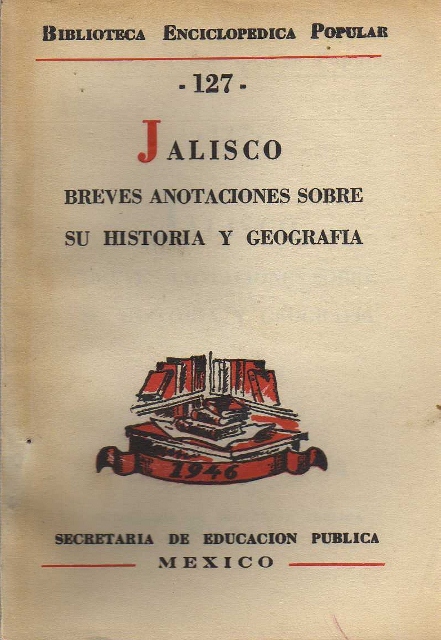 BIBLIOTECA ENCICLOPEDICA POPULAR
- 127 -
JALISCO
BREVES ANOTACIONES SOBRE
SU HISTORIA Y GEOGRAFIA
1946
SECRETARIA DE EDUCACION PUBLICA
MEXICO